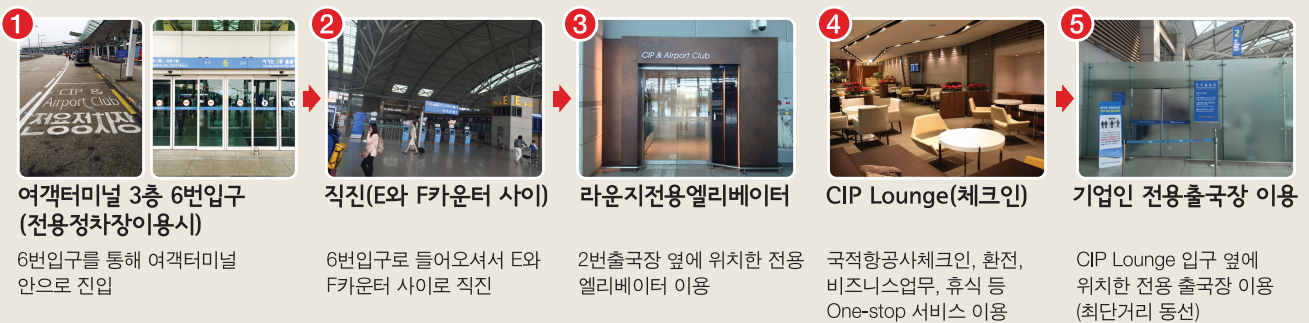 1
CIP &
Airport Club
전용정차장
6
여객터미널 3층 6번입구
(전용정차장이용시)
6번입구를 통해 여객터미널
안으로 진입
2
직진(E와 F카운터 사이)
6번입구로 들어오셔서 E와
F카운터 사이로 직진
3
CIP & Airport Club
라운지전용엘리베이터
2번출국장 옆에 위치한 전용
엘리베이터 이용
4
CIP Lounge(체크인)
국적항공사체크인, 환전,
비즈니스업무, 휴식 등
One-stop 서비스 이용
5
2
기업인 전용출국장 이용
CIP Lounge 입구 옆에
위치한 전용 출국장 이용
(최단거리 동선)